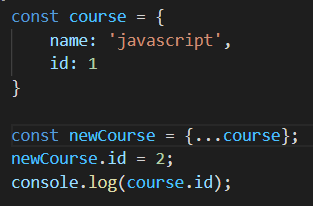 const course = {
    name: 'javascript',
    id: 1
}

const newCourse = {...course};
newCourse.id = 2;
console.log(course.id);